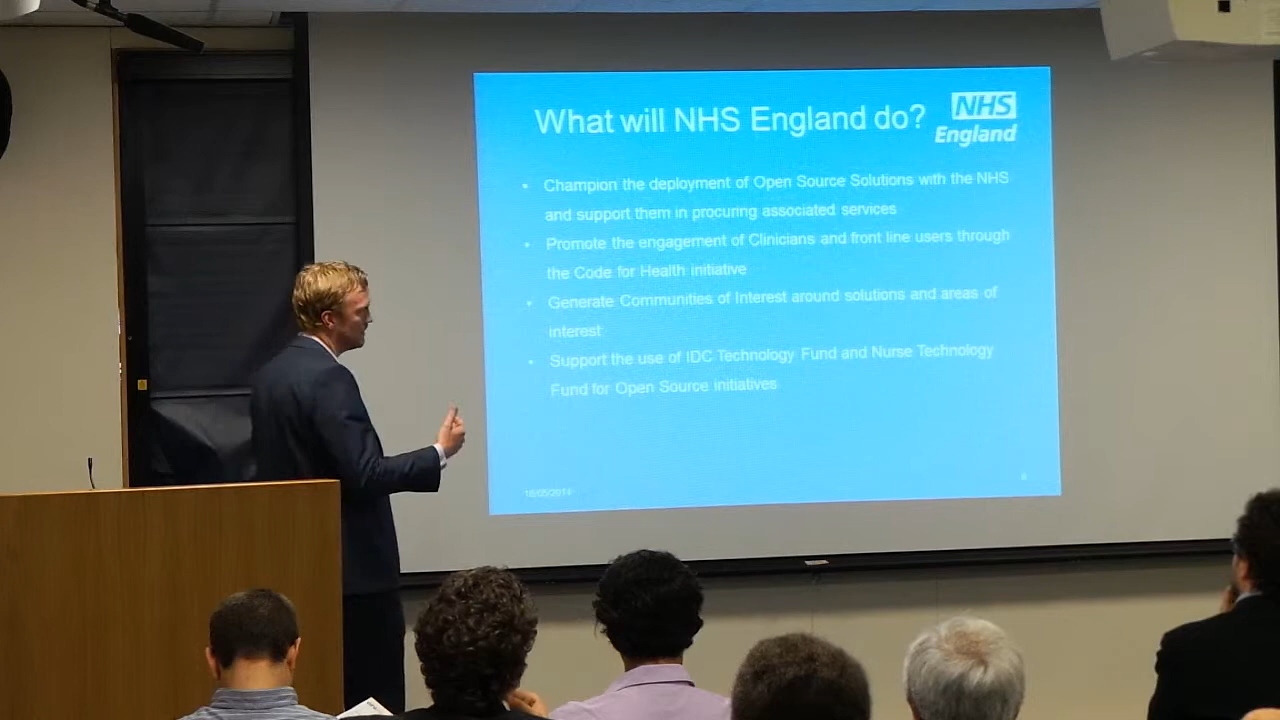 What will NHS England do?
NHS
England
• Champion the deployment of Open Source Solutions with the NHS
and support them in procuring associated services
• Promote the engagement of Clinicians and front line users through
the Code for Health initiative
• Generate Communities of Interest around solutions and areas of
interest
• Support the use of IDC Technology Fund and Nurse Technology
Fund for Open Source initiatives